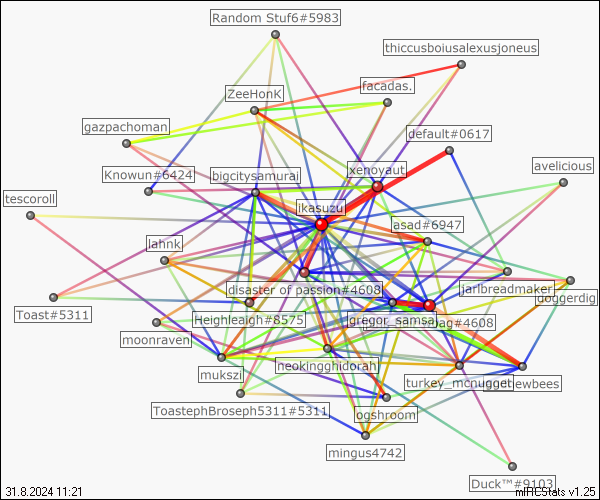 Random Stuf6#5983
thiccusboiusalexusjoneus
ZeeHonK
facadas.
gazpachoman
default#0617
xenoyaut
avelicious
Knowun#6424
bigcitysamurai
tescoroll
ikasuzu
asad#6947
lahnk
disaster of passion#4608
jarlbreadmaker
doggerdig
Toast#5311
Heighleaigh#8575
gregor_samsa
bag#4608
moonraven
mukszi
neokingghidorah
turkey_mcnugget
ewbees
ToastephBroseph5311#5311
ogshroom
mingus4742
Duck™#9103
31.8.2024 11:21
mIRCStats v1.25